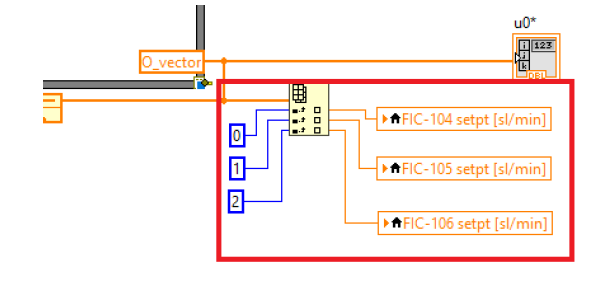 u0*
i 123
j
k
DBL
O_vector
0
FIC-104 setpt [sl/min]
1
FIC-105 setpt [sl/min]
2
FIC-106 setpt [sl/min]